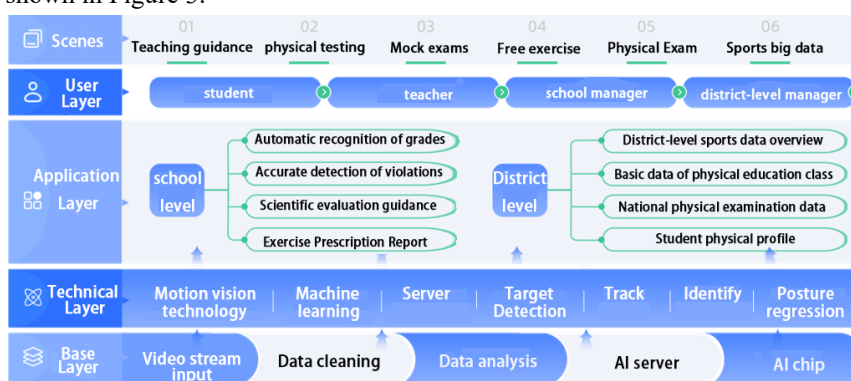 shown in Figure 3.
Scenes
01 02 03 04 05 06
Teaching guidance physical testing Mock exams Free exercise Physical Exam Sports big data
User
Layer
student teacher school manager district-level manager
Application
Layer
school
level
Automatic recognition of grades
Accurate detection of violations
Scientific evaluation guidance
Exercise Prescription Report
District
level
District-level sports data overview
Basic data of physical education class
National physical examination data
Student physical profile
Technical
Layer
Motion vision
technology
Machine
learning
Server
Target
Detection
Track
Identify
Posture
regression
Base
Layer
Video stream
input
Data cleaning
Data analysis
AI server
AI chip